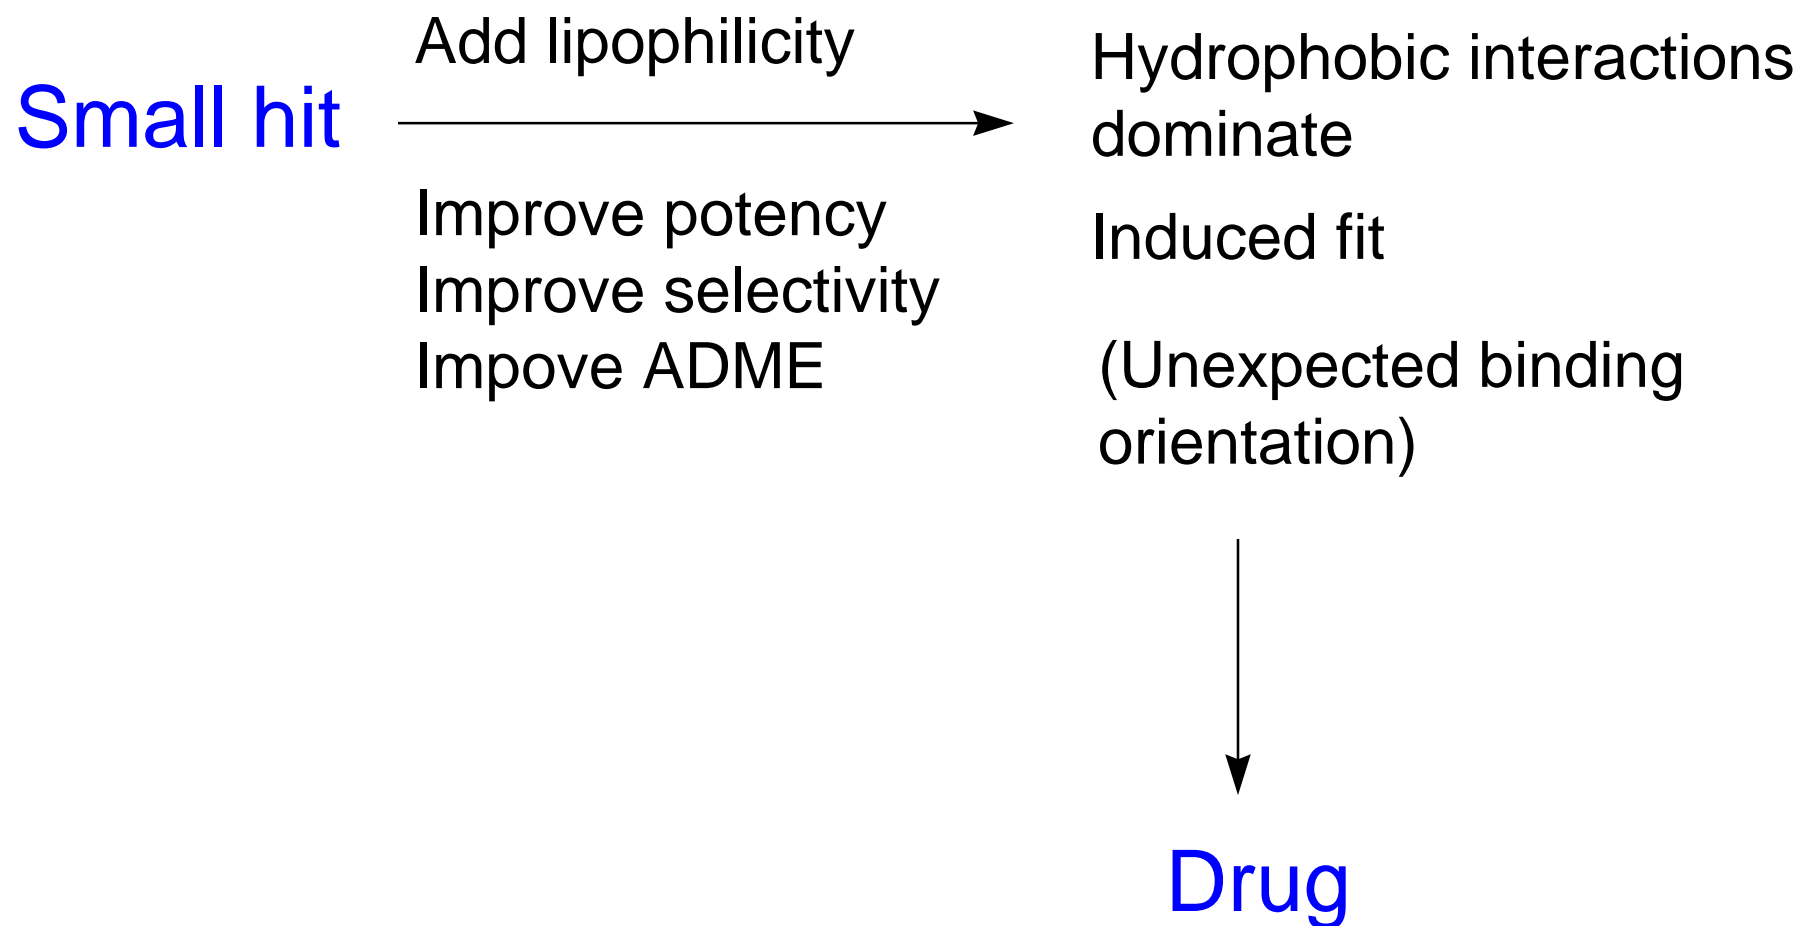 Small hit
Add lipophilicity
Improve potency
Improve selectivity
Impove ADME
Hydrophobic interactions
dominate
Induced fit
(Unexpected binding
orientation)
Drug